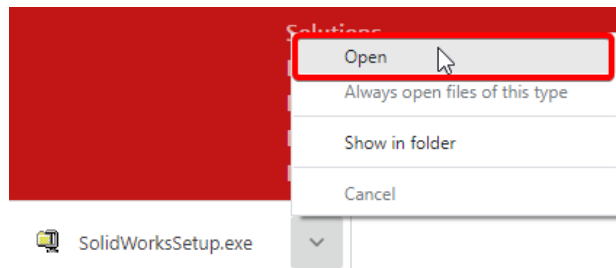 Solutions
Open
Always open files of this type
Show in folder
Cancel
SolidWorksSetup.exe